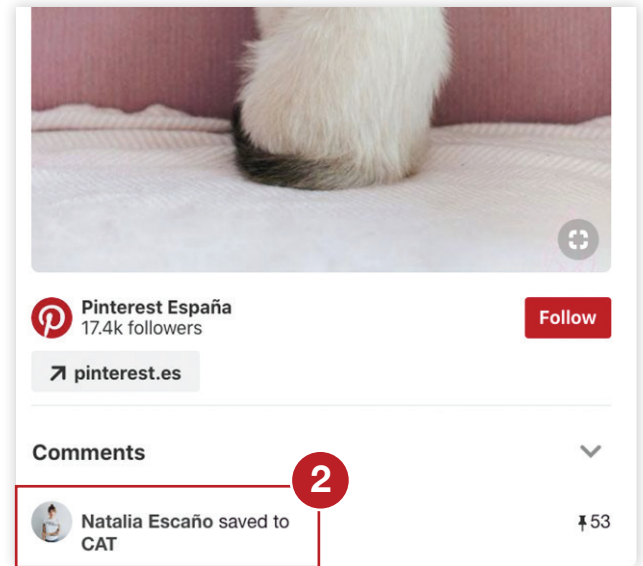 Pinterest España
17.4k followers
Follow
pinterest.es
Comments
2
Natalia Escaño saved to
CAT
53